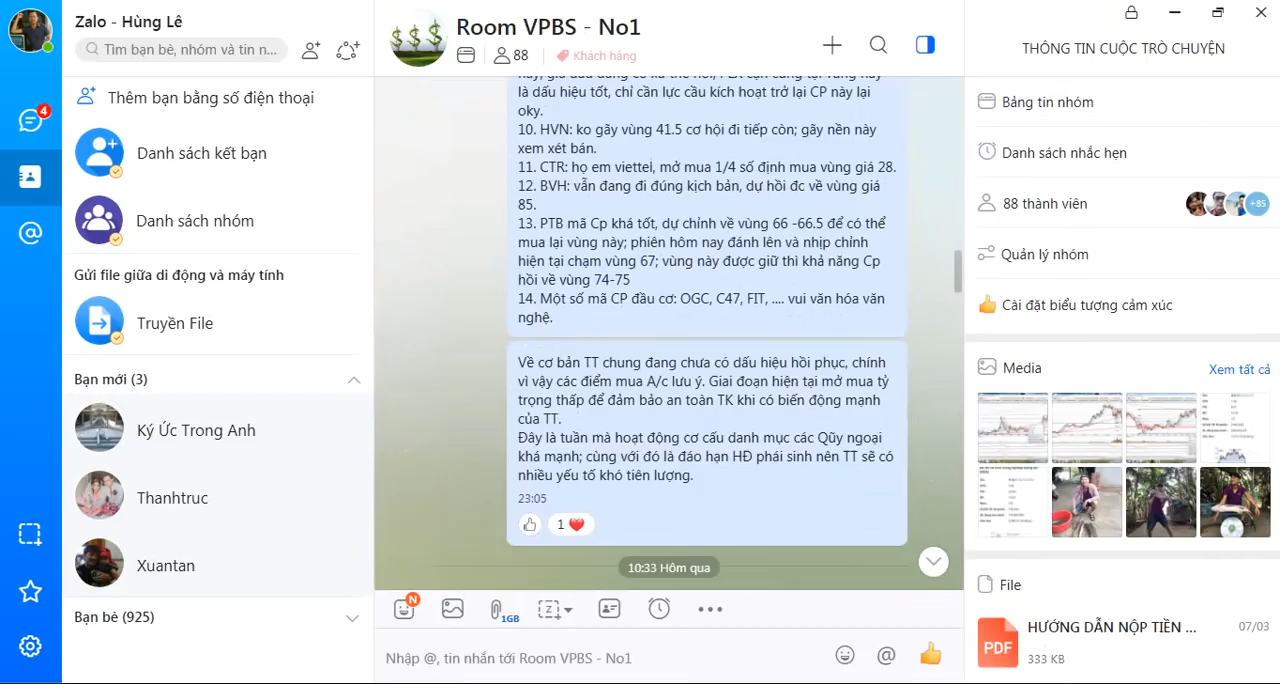 Zalo - Hùng Lê
Tìm bạn bè, nhóm và tin n...
4
Thêm bạn bằng số điện thoại
Danh sách kết bạn
Danh sách nhóm
Gửi file giữa di động và máy tính
Truyền File
Bạn mới (3)
Ký Ức Trong Anh
Thanhtruc
Xuantan
Bạn bè (925)
Room VPBS - No1
88
Khách hàng
là dấu hiệu tốt, chỉ cần lực cầu kích hoạt trở lại CP này lại
oky.
10. HVN: ko gãy vùng 41.5 cơ hội đi tiếp còn; gãy nền này
xem xét bán.
11. CTR: họ em viettel, mở mua 1/4 số định mua vùng giá 28.
12. BVH: vẫn đang đi đúng kịch bản, dự hồi đc về vùng giá
85.
13. PTB mã Cp khá tốt, dự chỉnh về vùng 66 -66.5 để có thể
mua lại vùng này; phiên hôm nay đánh lên và nhịp chỉnh
hiện tại chạm vùng 67; vùng này được giữ thì khả năng Cp
hồi về vùng 74-75
14. Một số mã CP đầu cơ: OGC, C47, FIT, .... vui văn hóa văn
nghệ.
Về cơ bản TT chung đang chưa có dấu hiệu hồi phục, chính
vì vậy các điểm mua A/c lưu ý. Giai đoạn hiện tại mở mua tỷ
trọng thấp để đảm bảo an toàn TK khi có biến động mạnh
của TT.
Đây là tuần mà hoạt động cơ cấu danh mục các Qũy ngoại
khá mạnh; cùng với đó là đáo hạn HĐ phái sinh nên TT sẽ có
nhiều yếu tố khó tiên lượng.
23:05
1
10:33 Hôm qua
N
1GB
Z
Nhập @, tin nhắn tới Room VPBS - No1
THÔNG TIN CUỘC TRÒ CHUYỆN
Bảng tin nhóm
Danh sách nhắc hẹn
88 thành viên
+85
Quản lý nhóm
Cài đặt biểu tượng cảm xúc
Media
Xem tất cả
File
PDF
HƯỚNG DẪN NỘP TIỀN ...
07/03
333 KB